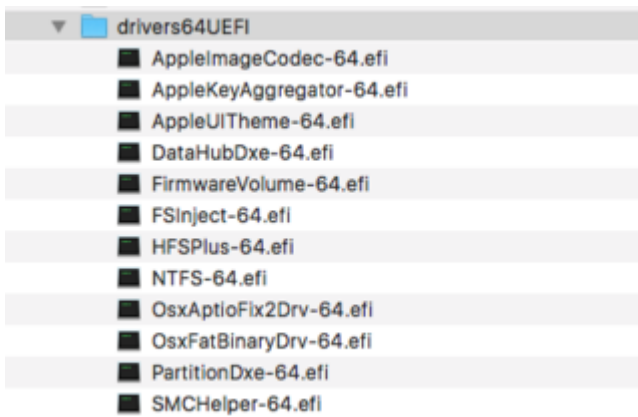 drivers64UEFI
AppleImageCodec-64.efi
AppleKeyAggregator-64.efi
AppleUITheme-64.efi
DataHubDxe-64.efi
FirmwareVolume-64.efi
FSInject-64.efi
HFSPlus-64.efi
NTFS-64.efi
OsxAptioFix2Drv-64.efi
OsxFatBinaryDrv-64.efi
PartitionDxe-64.efi
SMCHelper-64.efi